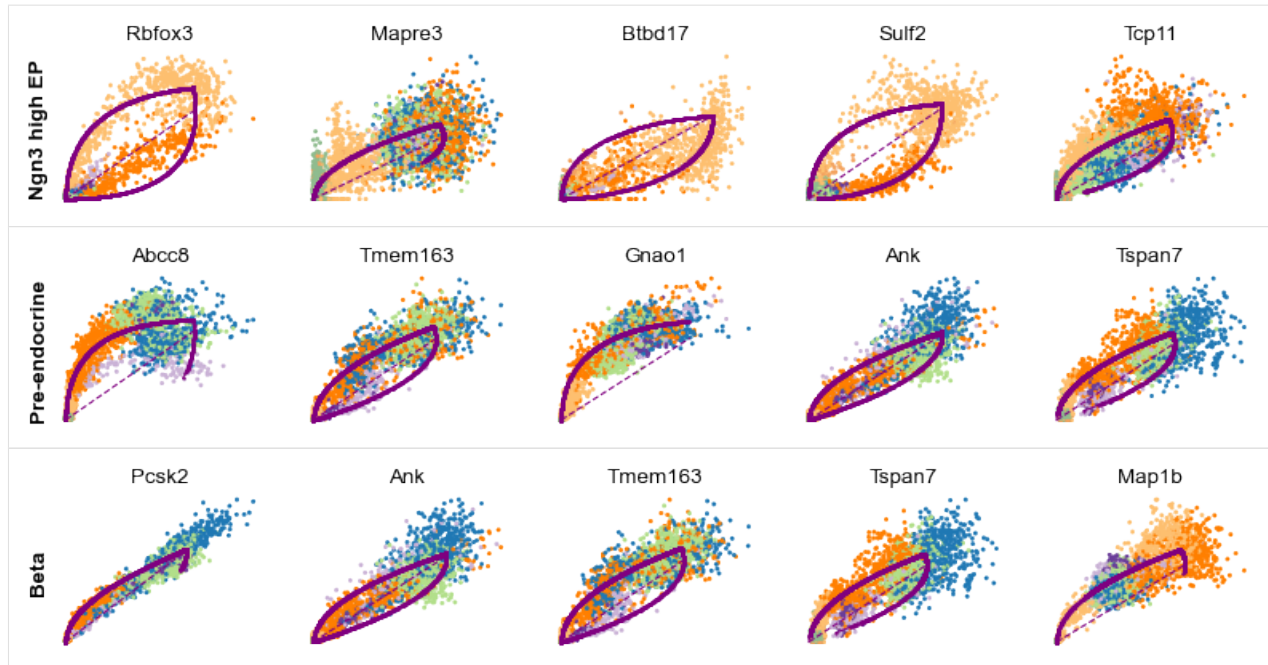 Ngn3 high EP
Rbfox3 Mapre3 Btbd17 Sulf2 Tcp11
Pre-endocrine
Abcc8 Tmem163 Gnao1 Ank Tspan7
Beta
Pcsk2 Ank Tmem163 Tspan7 Map1b